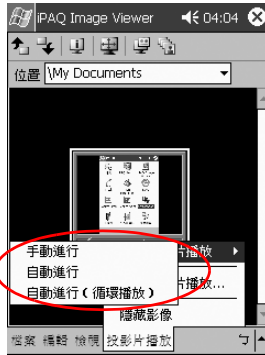 iPAQ Image Viewer 04:04
位置 \My Documents
手動進行
自動進行
自動進行（循環播放）
片播放
片播放...
隱藏影像
檔案 編輯 檢視 投影片播放